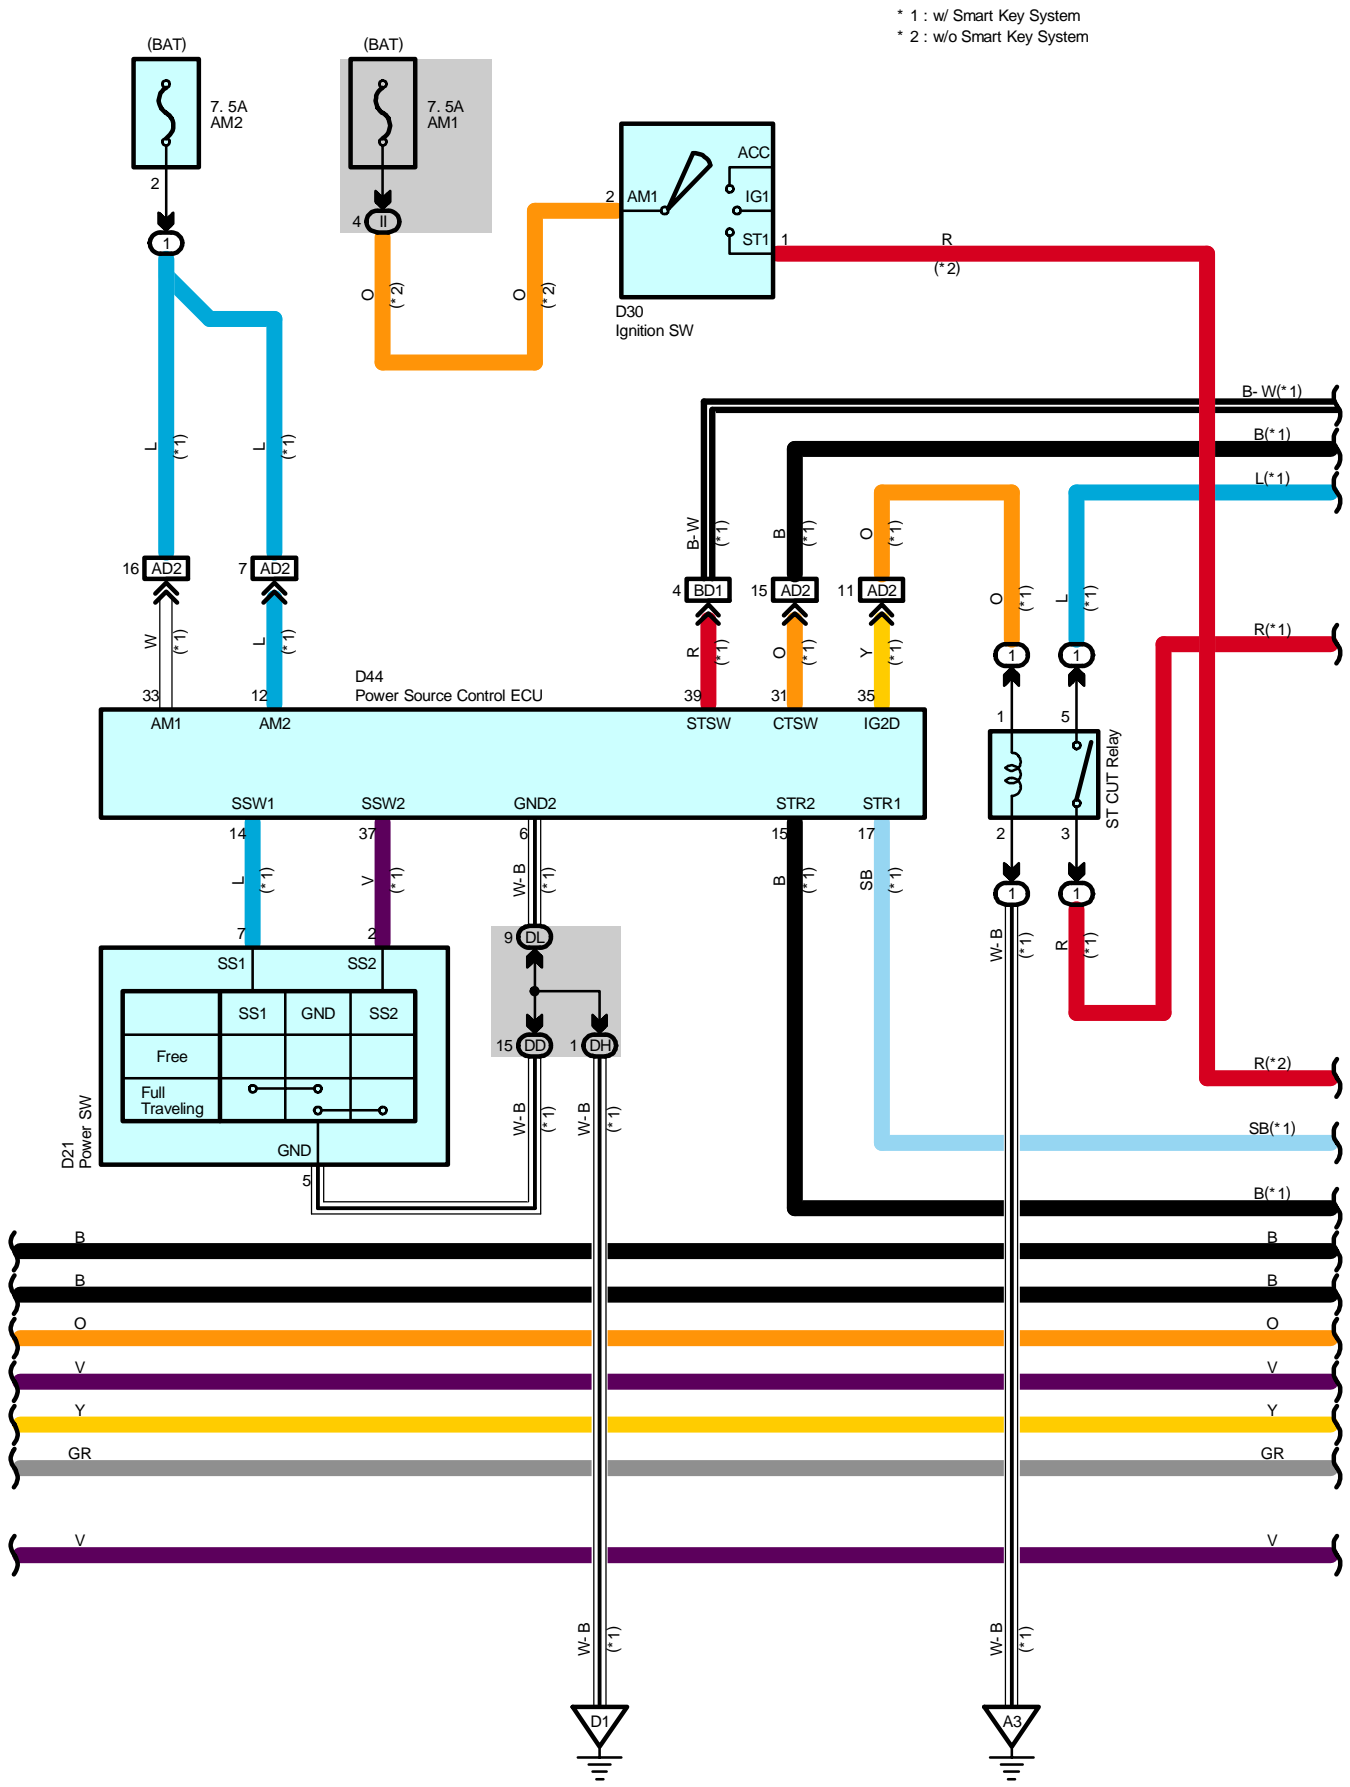 * 1 : w/ Smart Key System
* 2 : w/o Smart Key System
(BAT)
(BAT)
7. 5A
AM2
7. 5A
AM1
2
1
4
II
O
(* 2)
O
(* 2)
2
AM1
ACC
IG1
ST1
1
D30
Ignition SW
R
(* 2)
L
(* 1)
L
(* 1)
B- W(* 1)
B(* 1)
L(* 1)
B- W
(* 1)
B
(* 1)
O
(* 1)
16
AD2
7
AD2
4
BD1
15
AD2
11
AD2
O
(* 1)
L
(* 1)
W
(* 1)
L
(* 1)
R
(* 1)
O
(* 1)
Y
(* 1)
1
1
R(* 1)
D44
Power Source Control ECU
33
12
39
31
35
AM1
AM2
STSW
CTSW
IG2D
1
5
ST CUT Relay
SSW1
SSW2
GND2
STR2
STR1
14
37
6
15
17
2
3
L
(* 1)
V
(* 1)
W- B
(* 1)
B
(* 1)
SB
(* 1)
1
1
7
2
9
DL
W- B
(* 1)
R
(* 1)
SS1
SS2
SS1
GND
SS2
Free
Full
Traveling
15
DD
1
DH
R(* 2)
D21
Power SW
GND
5
W- B
(* 1)
W- B
(* 1)
SB(* 1)
B(* 1)
B
B
B
B
O
O
V
V
Y
Y
GR
GR
V
V
W- B
(* 1)
W- B
(* 1)
D1
A3